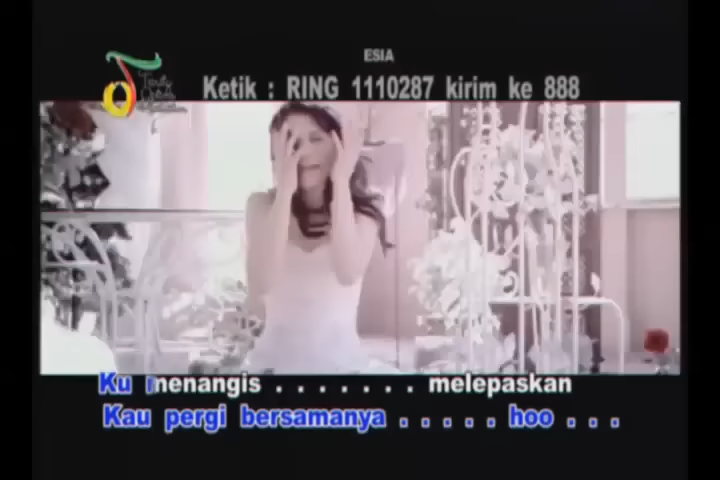 ESIA
Ketik : RING 1110287 kirim ke 888
Ku menangis . . . . . . . melepaskan
Kau pergi bersamanya . . . . . hoo . . .